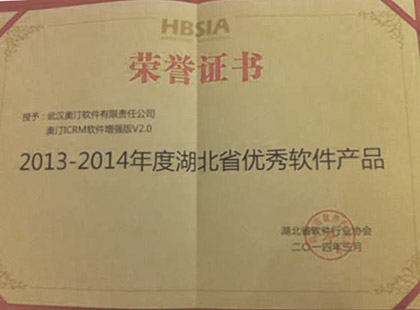 HBSIA
荣誉证书
授予:武汉奥汀软件有限责任公司
奥汀ICRM软件增强版V2.0
2013-2014年度湖北省优秀软件产品
湖北省软件行业协会
二〇一四年三月